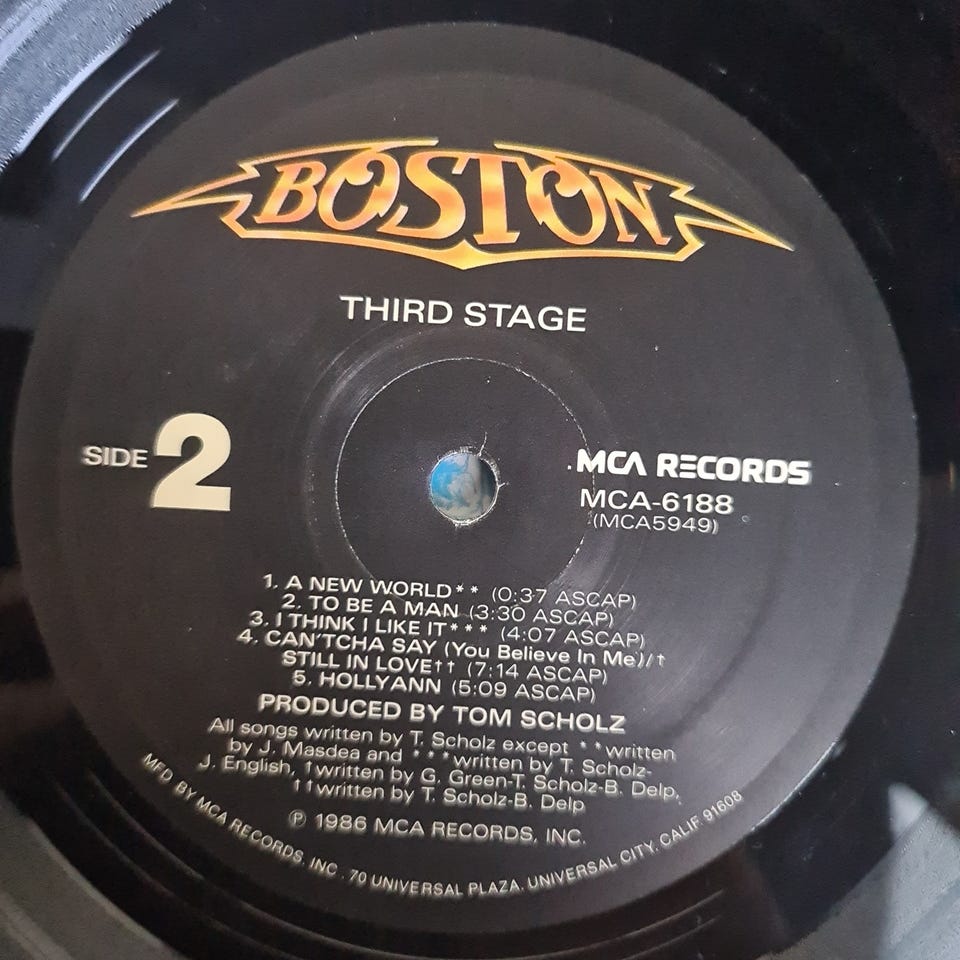 BOSTON
THIRD STAGE
SIDE 2
MCA RECORDS
MCA-6188
(MCA5949)
1. A NEW WORLD** (0:37 ASCAP)
2. TO BE A MAN (3:30 ASCAP)
3. I THINK I LIKE IT*** (4:07 ASCAP)
4. CAN'TCHA SAY (You Believe In Me)/†
STILL IN LOVE†† (7:14 ASCAP)
5. HOLLYANN (5:09 ASCAP)
PRODUCED BY TOM SCHOLZ
All songs written by T. Scholz except **written
by J. Masdea and ***written by T. Scholz-
J. English, †written by G. Green-T. Scholz-B. Delp,
††written by T. Scholz-B. Delp
℗ 1986 MCA RECORDS, INC.
MFD BY MCA RECORDS, INC. 70 UNIVERSAL PLAZA, UNIVERSAL CITY, CALIF. 91608